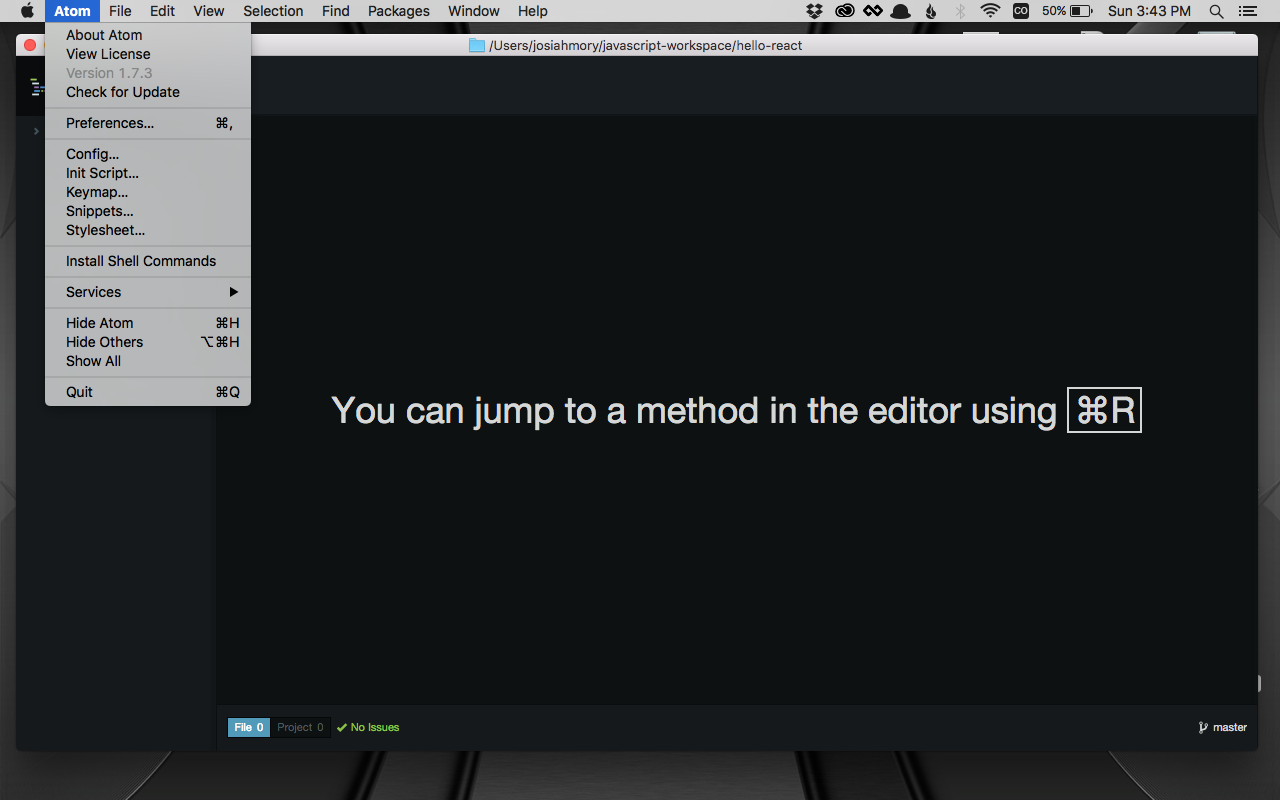 Atom File Edit View Selection Find Packages Window Help CO 50% Sun 3:43 PM
/Users/josiahmory/javascript-workspace/hello-react
About Atom
View License
Version 1.7.3
Check for Update
Preferences... ⌘,
Config...
Init Script...
Keymap...
Snippets...
Stylesheet...
Install Shell Commands
Services
Hide Atom ⌘H
Hide Others ⌥⌘H
Show All
Quit ⌘Q
You can jump to a method in the editor using ⌘R
File 0 Project 0 No Issues master